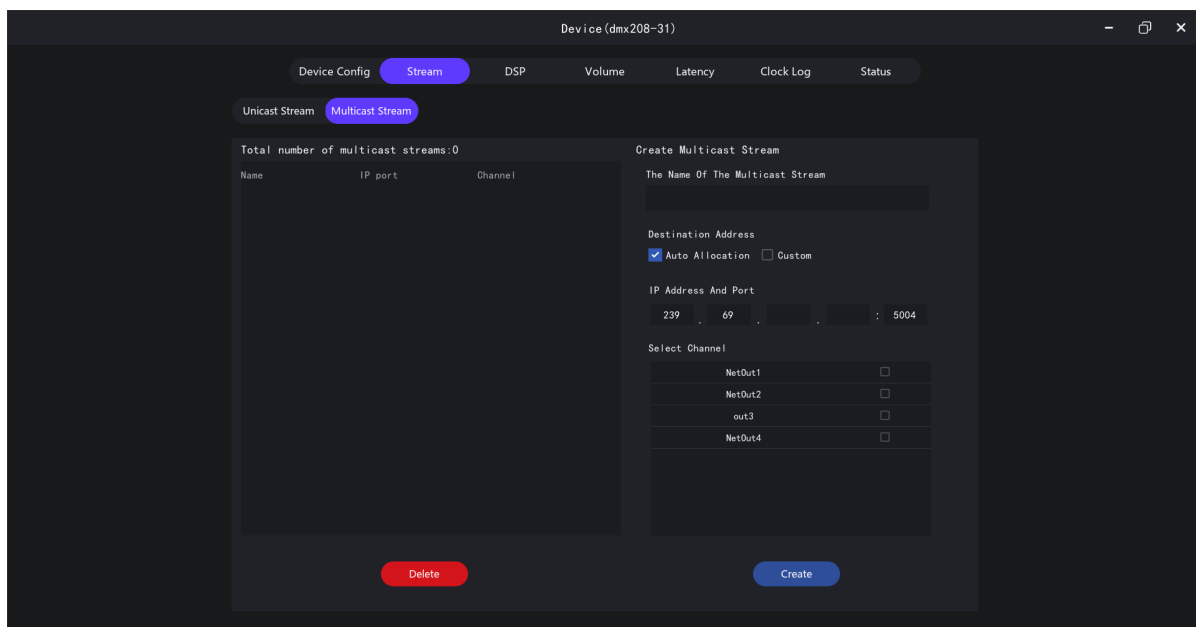 Device(dmx208-31)
Device Config Stream DSP Volume Latency Clock Log Status
Unicast Stream Multicast Stream
Total number of multicast streams:0
Name IP port Channel
Create Multicast Stream
The Name Of The Multicast Stream
Destination Address
Auto Allocation Custom
IP Address And Port
239 . 69 . . : 5004
Select Channel
NetOut1
NetOut2
out3
NetOut4
Delete
Create